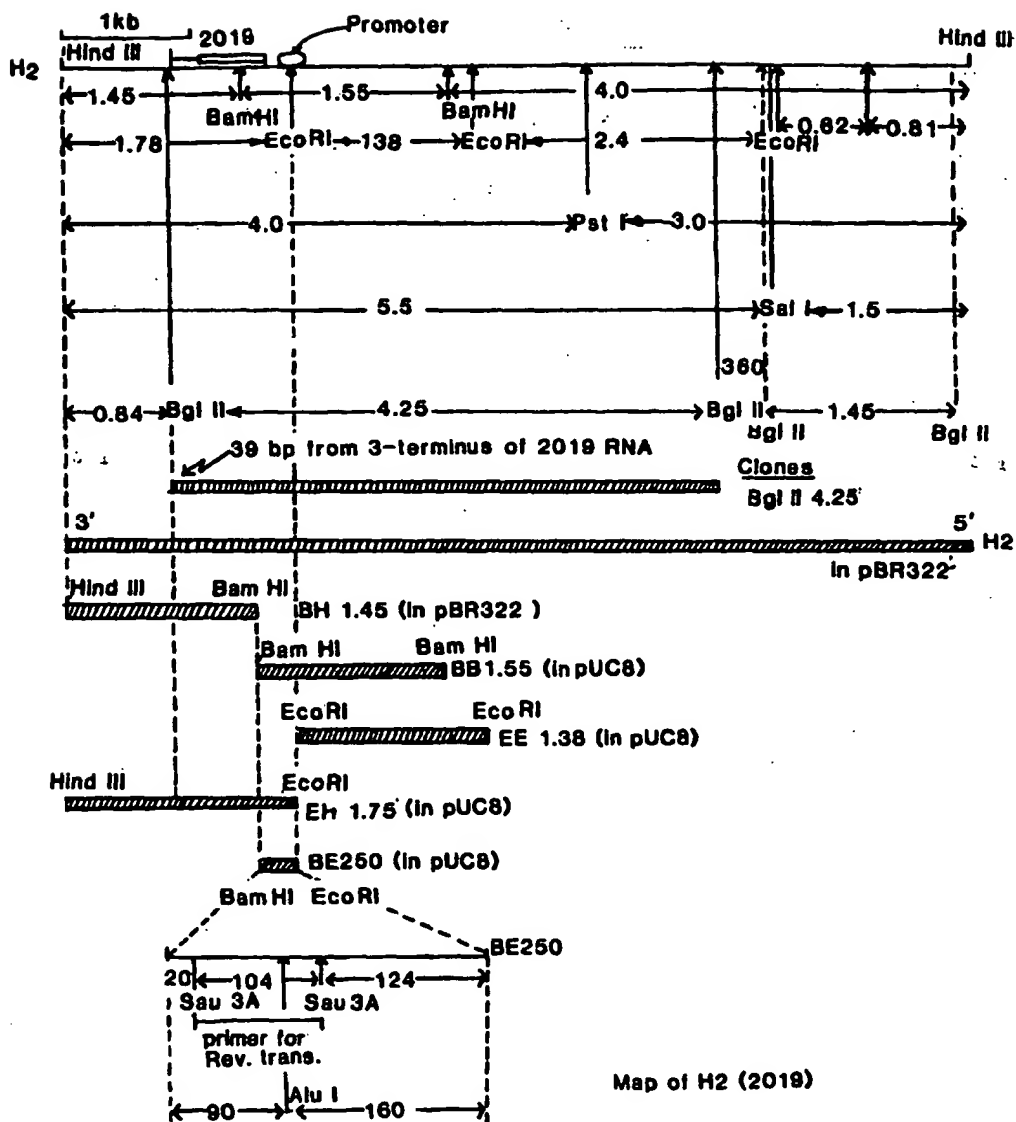 1kb
Promoter
Hind III 2019 Hind III
H2
1.45 1.55 4.0
BamHI BamHI
0.62 0.81
1.78 EcoRI 138 EcoRI 2.4 EcoRI
4.0 Pst I 3.0
5.5 Sal I 1.5
360
0.84 Bgl II 4.25 Bgl II 1.45
Bgl II Bgl II
39 bp from 3-terminus of 2019 RNA
Clones
Bgl II 4.25
3' 5'
H2
in pBR322
Hind III Bam HI
BH 1.45 (in pBR322 )
Bam HI Bam HI
BB1.55 (in pUC8)
EcoRI EcoRI
EE 1.38 (in pUC8)
Hind III EcoRI
EH 1.75 (in pUC8)
BE250 (in pUC8)
Bam HI EcoRI
BE250
20 104 124
Sau 3A Sau 3A
primer for
Rev. trans.
Alu I
90 160
Map of H2 (2019)